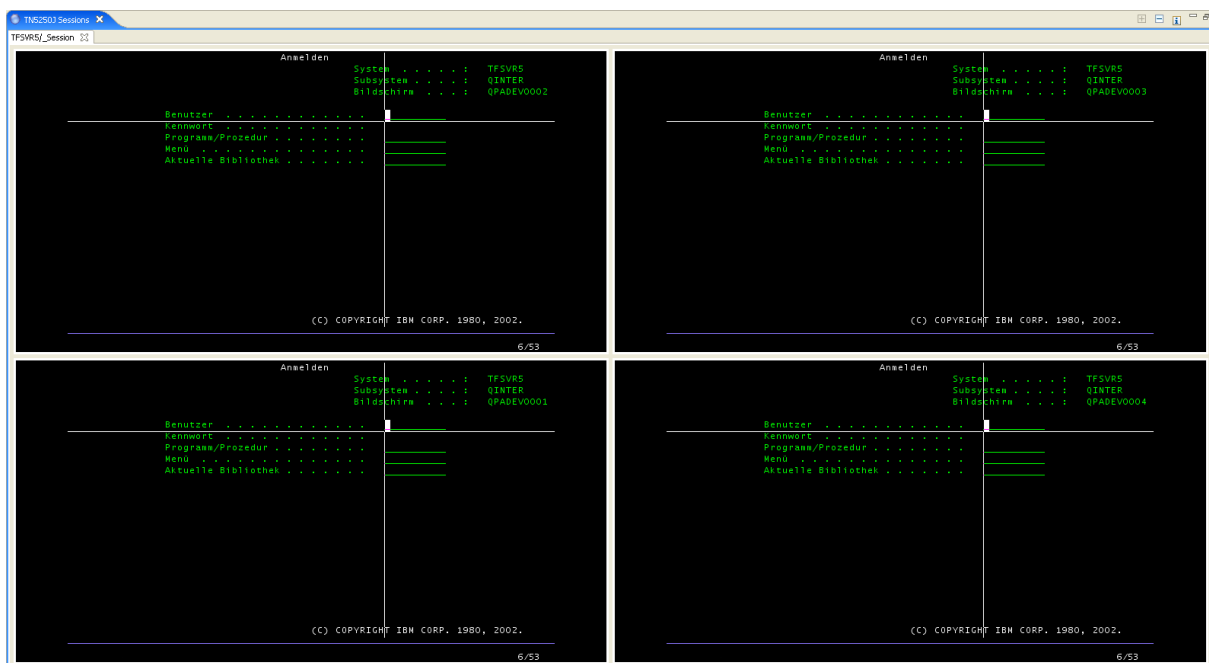 TN5250J Sessions
TFSVR5/_Session
Anmelden
System . . . . . : TFSVR5
Subsystem . . . . : QINTER
Bildschirm . . . : QPADEV0002
Benutzer . . . . . . . . . . . .
Kennwort . . . . . . . . . . . .
Programm/Prozedur . . . . . . . .
Menü . . . . . . . . . . . . . .
Aktuelle Bibliothek . . . . . . .
(C) COPYRIGHT IBM CORP. 1980, 2002.
6/53
Anmelden
System . . . . . : TFSVR5
Subsystem . . . . : QINTER
Bildschirm . . . : QPADEV0003
Benutzer . . . . . . . . . . . .
Kennwort . . . . . . . . . . . .
Programm/Prozedur . . . . . . . .
Menü . . . . . . . . . . . . . .
Aktuelle Bibliothek . . . . . . .
(C) COPYRIGHT IBM CORP. 1980, 2002.
6/53
Anmelden
System . . . . . : TFSVR5
Subsystem . . . . : QINTER
Bildschirm . . . : QPADEV0001
Benutzer . . . . . . . . . . . .
Kennwort . . . . . . . . . . . .
Programm/Prozedur . . . . . . . .
Menü . . . . . . . . . . . . . .
Aktuelle Bibliothek . . . . . . .
(C) COPYRIGHT IBM CORP. 1980, 2002.
6/53
Anmelden
System . . . . . : TFSVR5
Subsystem . . . . : QINTER
Bildschirm . . . : QPADEV0004
Benutzer . . . . . . . . . . . .
Kennwort . . . . . . . . . . . .
Programm/Prozedur . . . . . . . .
Menü . . . . . . . . . . . . . .
Aktuelle Bibliothek . . . . . . .
(C) COPYRIGHT IBM CORP. 1980, 2002.
6/53